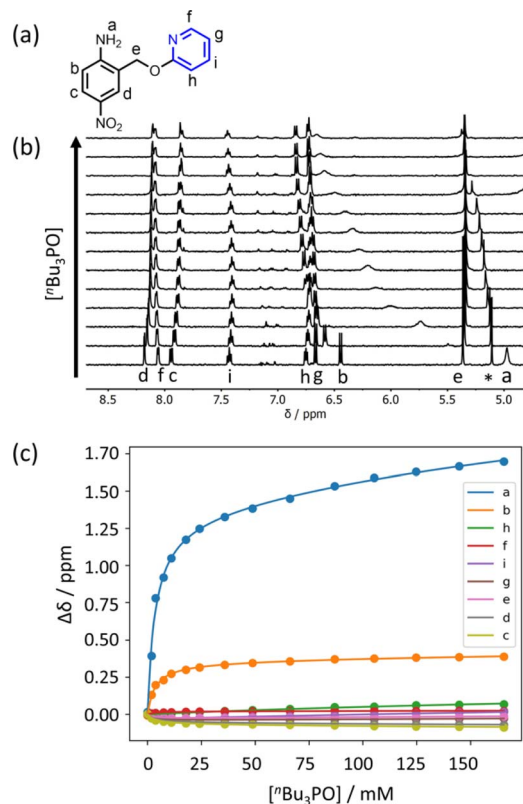 (a)
a
NH₂
e
b
O
N
f
g
i
h
c
d
NO₂
(b)
[ⁿBu₃PO]
d f c i h g b e * a
8.5 8.0 7.5 7.0 6.5 6.0 5.5 5.0
δ / ppm
(c)
1.70
1.50
1.25
1.00
0.75
0.50
0.25
0.00
Δδ / ppm
a
b
h
f
i
g
e
d
c
0 25 50 75 100 125 150
[ⁿBu₃PO] / mM